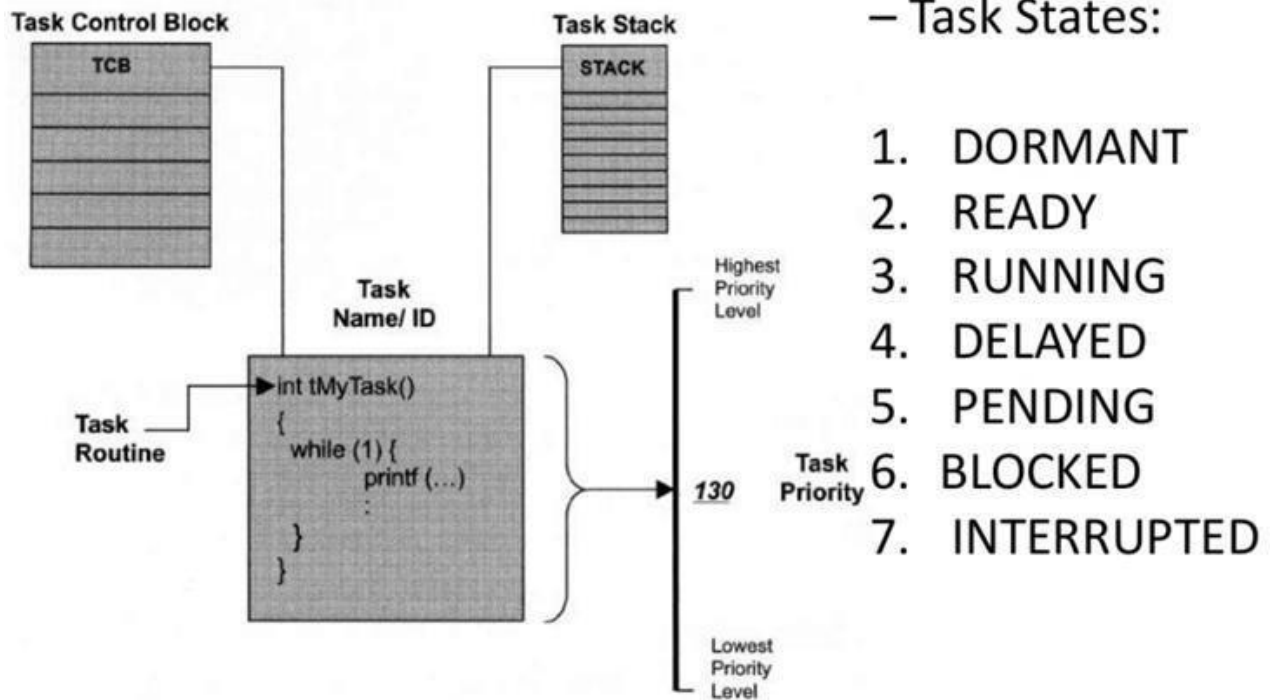 Task Control Block
TCB
Task Stack
STACK
Task
Name/ ID
Task
Routine
int tMyTask()
{
while (1) {
printf (...)
:
}
}
Highest
Priority
Level
130
Task
Priority
Lowest
Priority
Level
– Task States:
1. DORMANT
2. READY
3. RUNNING
4. DELAYED
5. PENDING
6. BLOCKED
7. INTERRUPTED